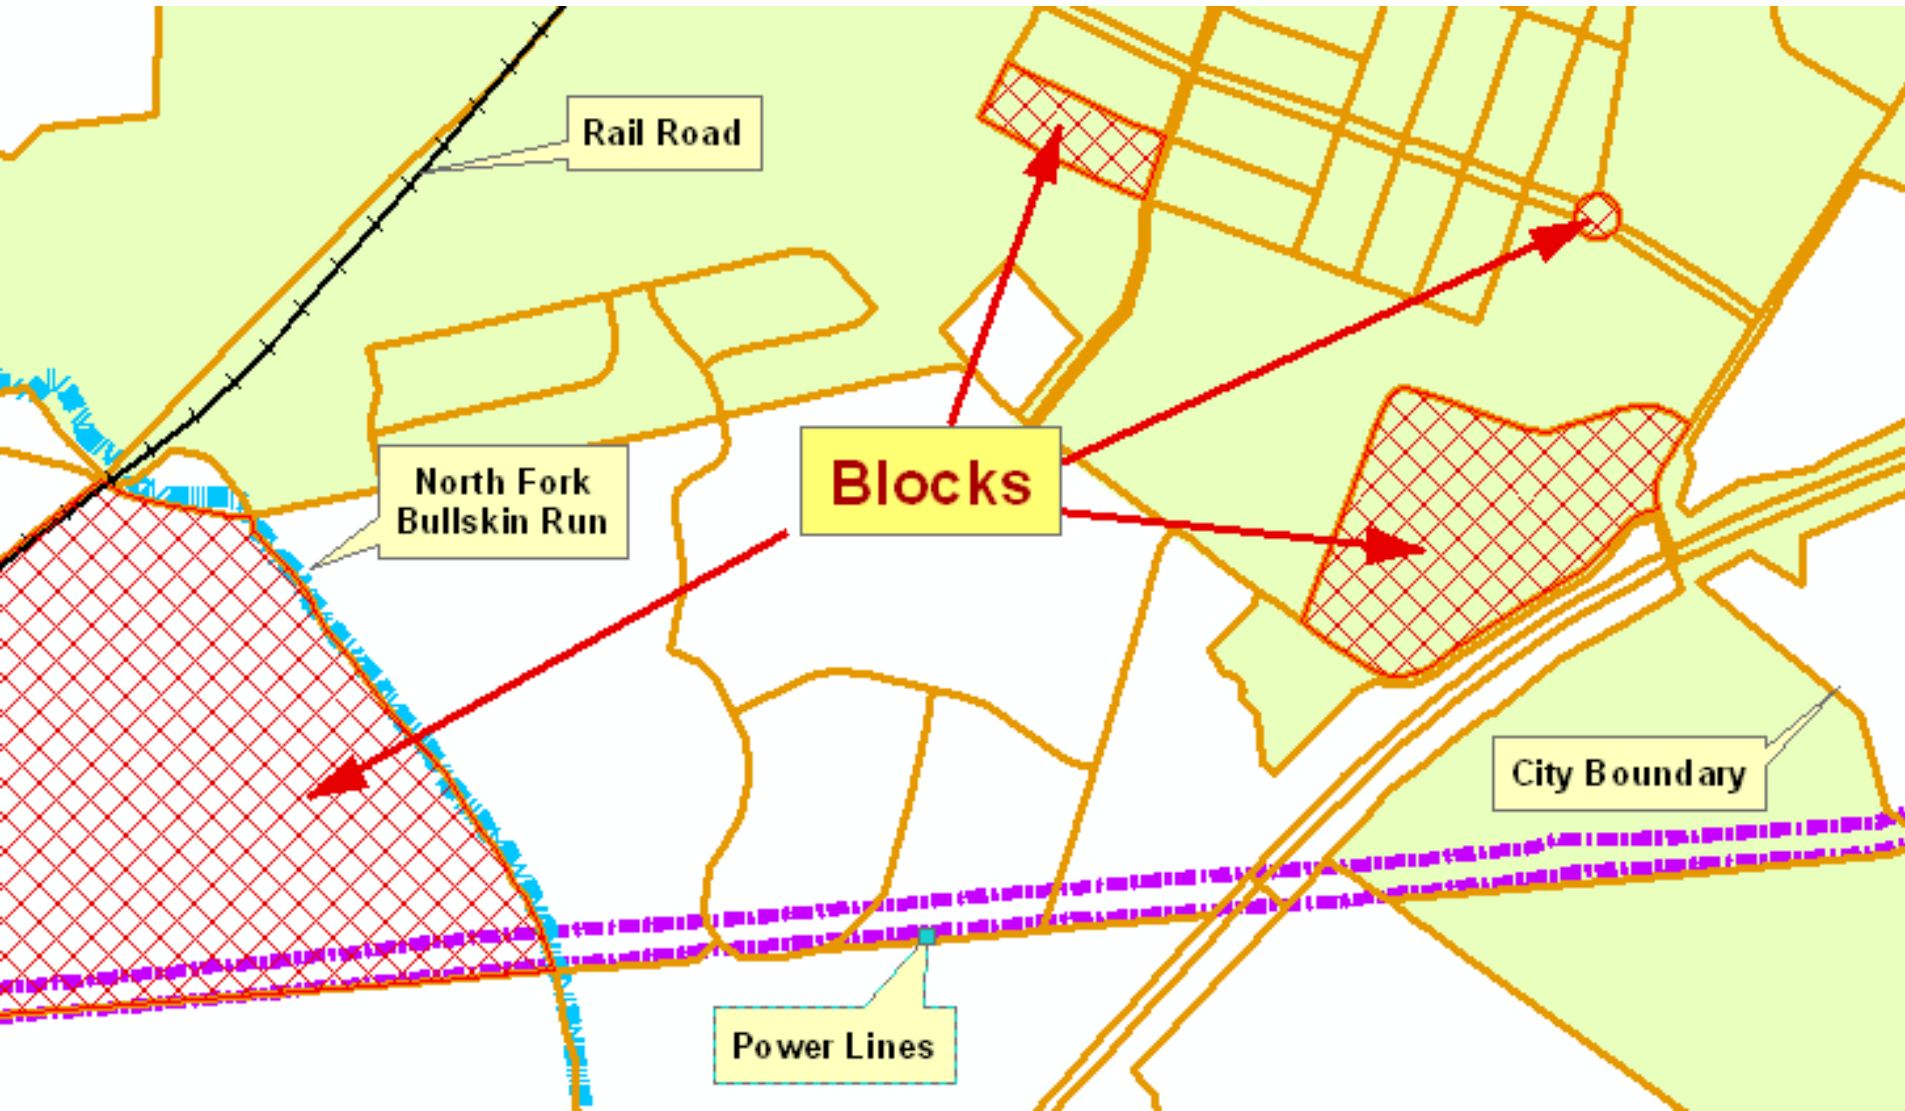 Rail Road
North Fork
Bullskin Run
Blocks
City Boundary
Power Lines